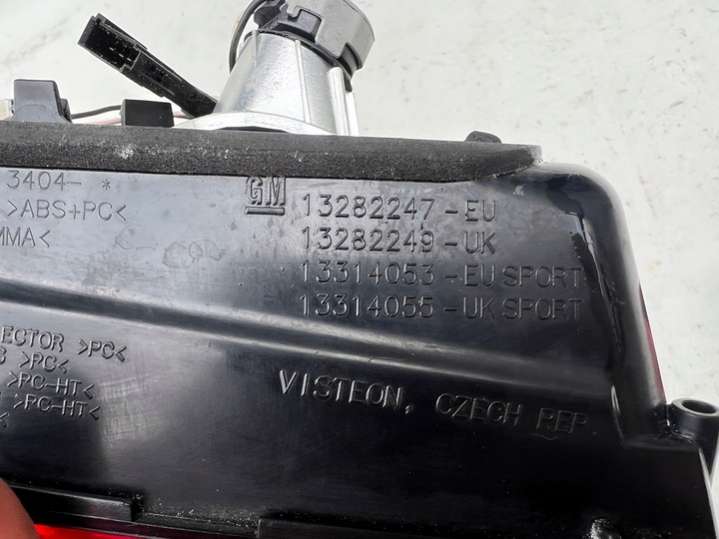 3404- *
>ABS+PC<
MMA<
GM
13282247-EU
13282249-UK
13314053-EU SPORT
13314055-UK SPORT
ECTOR >PC<
>PC<
>PC-HT<
>PC-HT<
<
VISTEON, CZECH REP